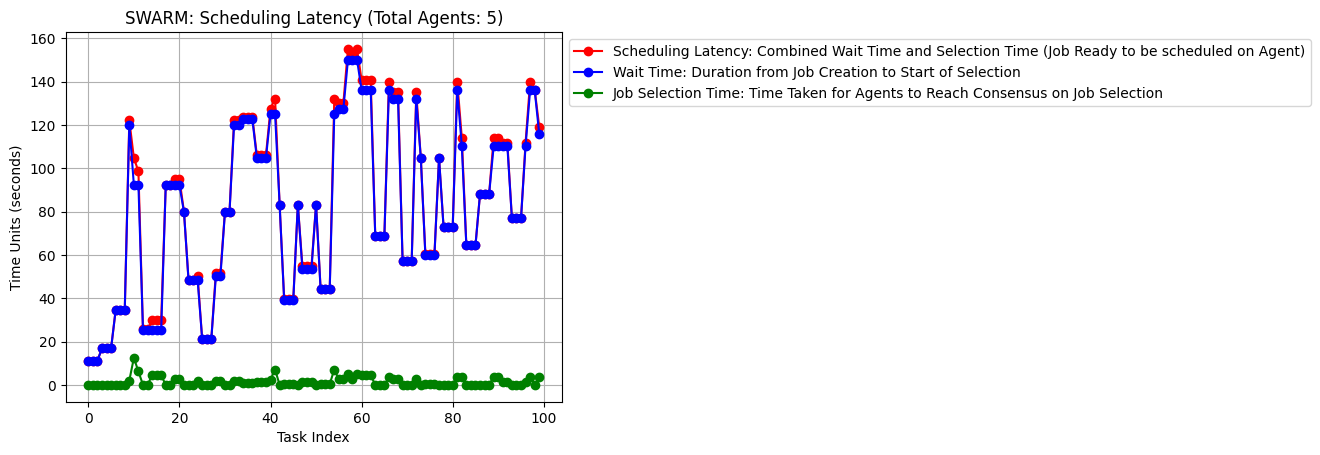 SWARM: Scheduling Latency (Total Agents: 5)
Scheduling Latency: Combined Wait Time and Selection Time (Job Ready to be scheduled on Agent)
Wait Time: Duration from Job Creation to Start of Selection
Job Selection Time: Time Taken for Agents to Reach Consensus on Job Selection
Time Units (seconds)
160
140
120
100
80
60
40
20
0
0 20 40 60 80 100
Task Index